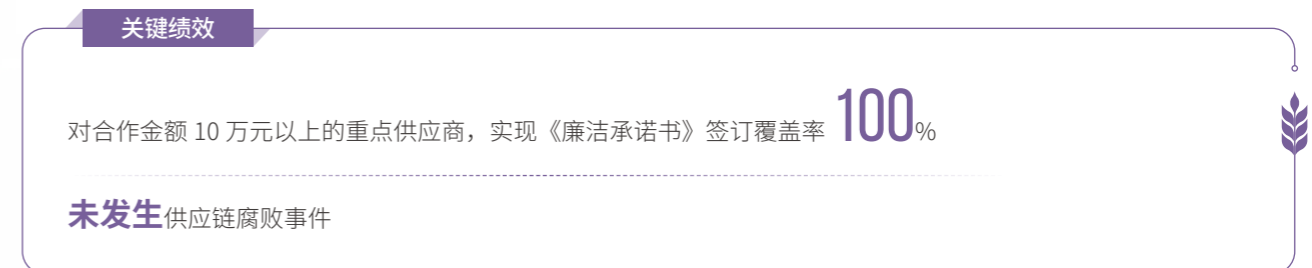 关键绩效
对合作金额 10 万元以上的重点供应商，实现《廉洁承诺书》签订覆盖率 100%
未发生供应链腐败事件